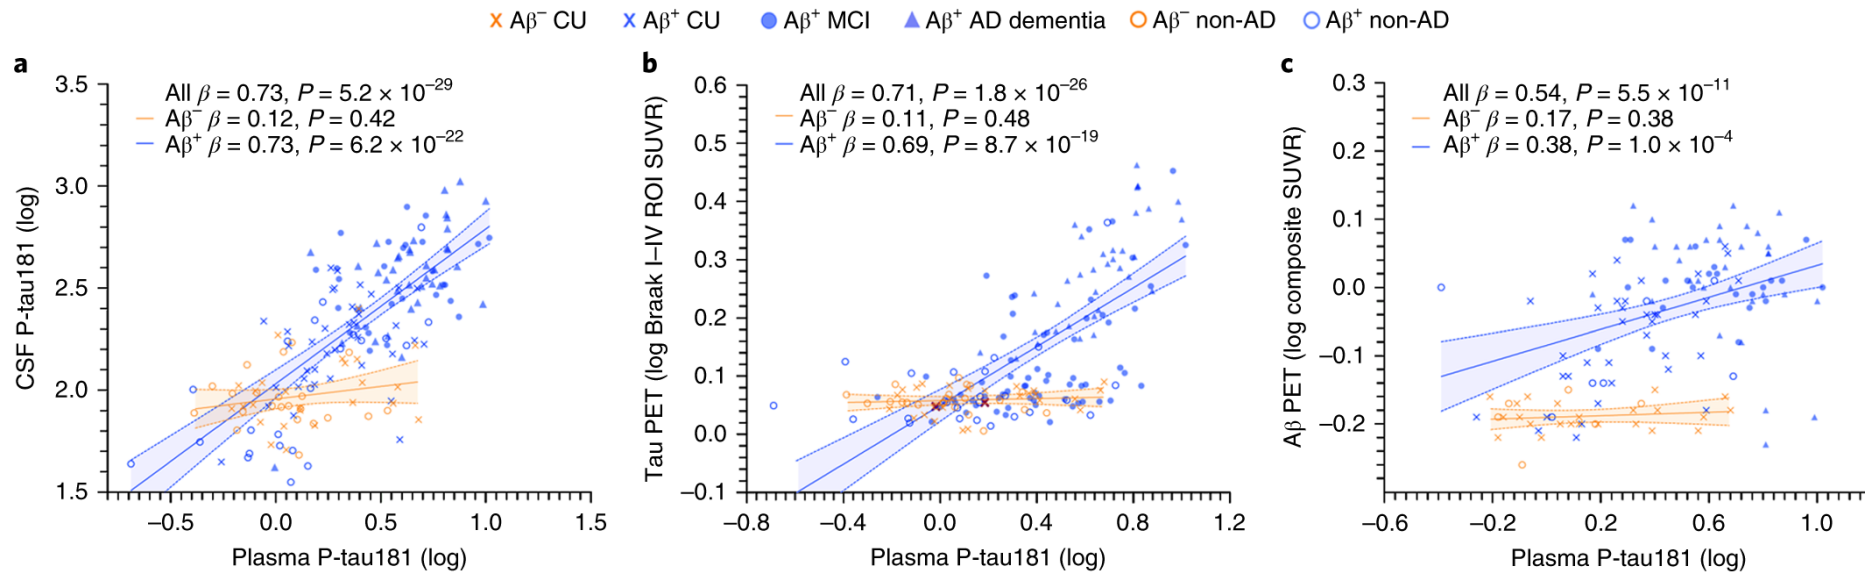 Aβ⁻ CU Aβ⁺ CU Aβ⁺ MCI Aβ⁺ AD dementia Aβ⁻ non-AD Aβ⁺ non-AD
a
All β = 0.73, P = 5.2 × 10⁻²⁹
Aβ⁻ β = 0.12, P = 0.42
Aβ⁺ β = 0.73, P = 6.2 × 10⁻²²
CSF P-tau181 (log)
3.5
3.0
2.5
2.0
1.5
–0.5 0.0 0.5 1.0 1.5
Plasma P-tau181 (log)
b
All β = 0.71, P = 1.8 × 10⁻²⁶
Aβ⁻ β = 0.11, P = 0.48
Aβ⁺ β = 0.69, P = 8.7 × 10⁻¹⁹
Tau PET (log Braak I–IV ROI SUVR)
0.6
0.5
0.4
0.3
0.2
0.1
0.0
–0.1
–0.8 –0.4 0.0 0.4 0.8 1.2
Plasma P-tau181 (log)
c
All β = 0.54, P = 5.5 × 10⁻¹¹
Aβ⁻ β = 0.17, P = 0.38
Aβ⁺ β = 0.38, P = 1.0 × 10⁻⁴
Aβ PET (log composite SUVR)
0.3
0.2
0.1
0.0
–0.1
–0.2
–0.6 –0.2 0.2 0.6 1.0
Plasma P-tau181 (log)